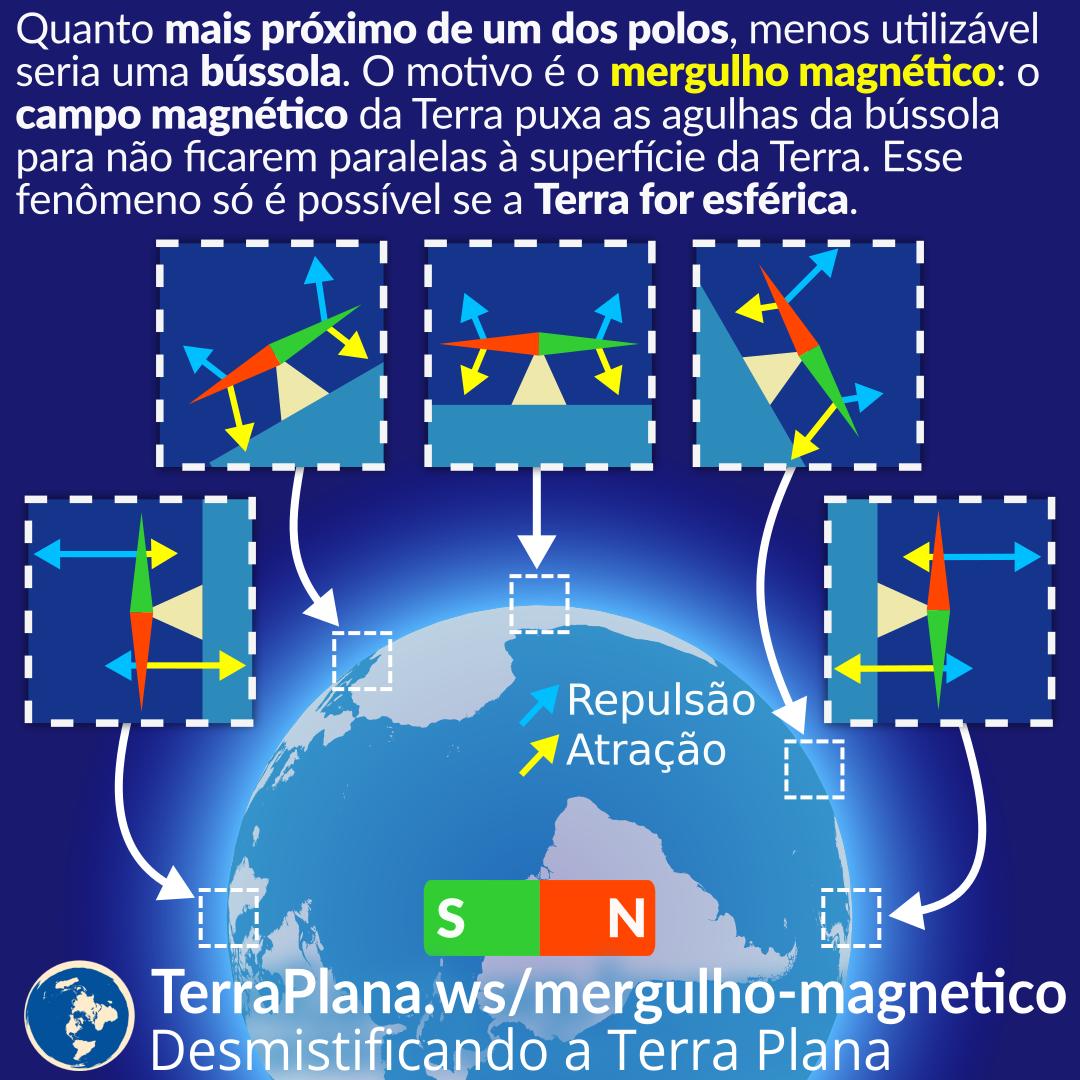 Quanto mais próximo de um dos polos, menos utilizável
seria uma bússola. O motivo é o mergulho magnético: o
campo magnético da Terra puxa as agulhas da bússola
para não ficarem paralelas à superfície da Terra. Esse
fenômeno só é possível se a Terra for esférica.
Repulsão
Atração
S N
TerraPlana.ws/mergulho-magnetico
Desmistificando a Terra Plana